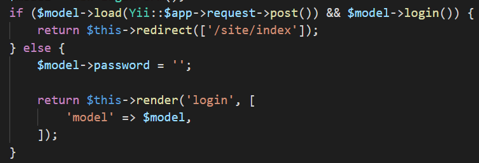 if ($model->load(Yii::$app->request->post()) && $model->login()) {
    return $this->redirect(['/site/index']);
} else {
    $model->password = '';

    return $this->render('login', [
        'model' => $model,
    ]);
}